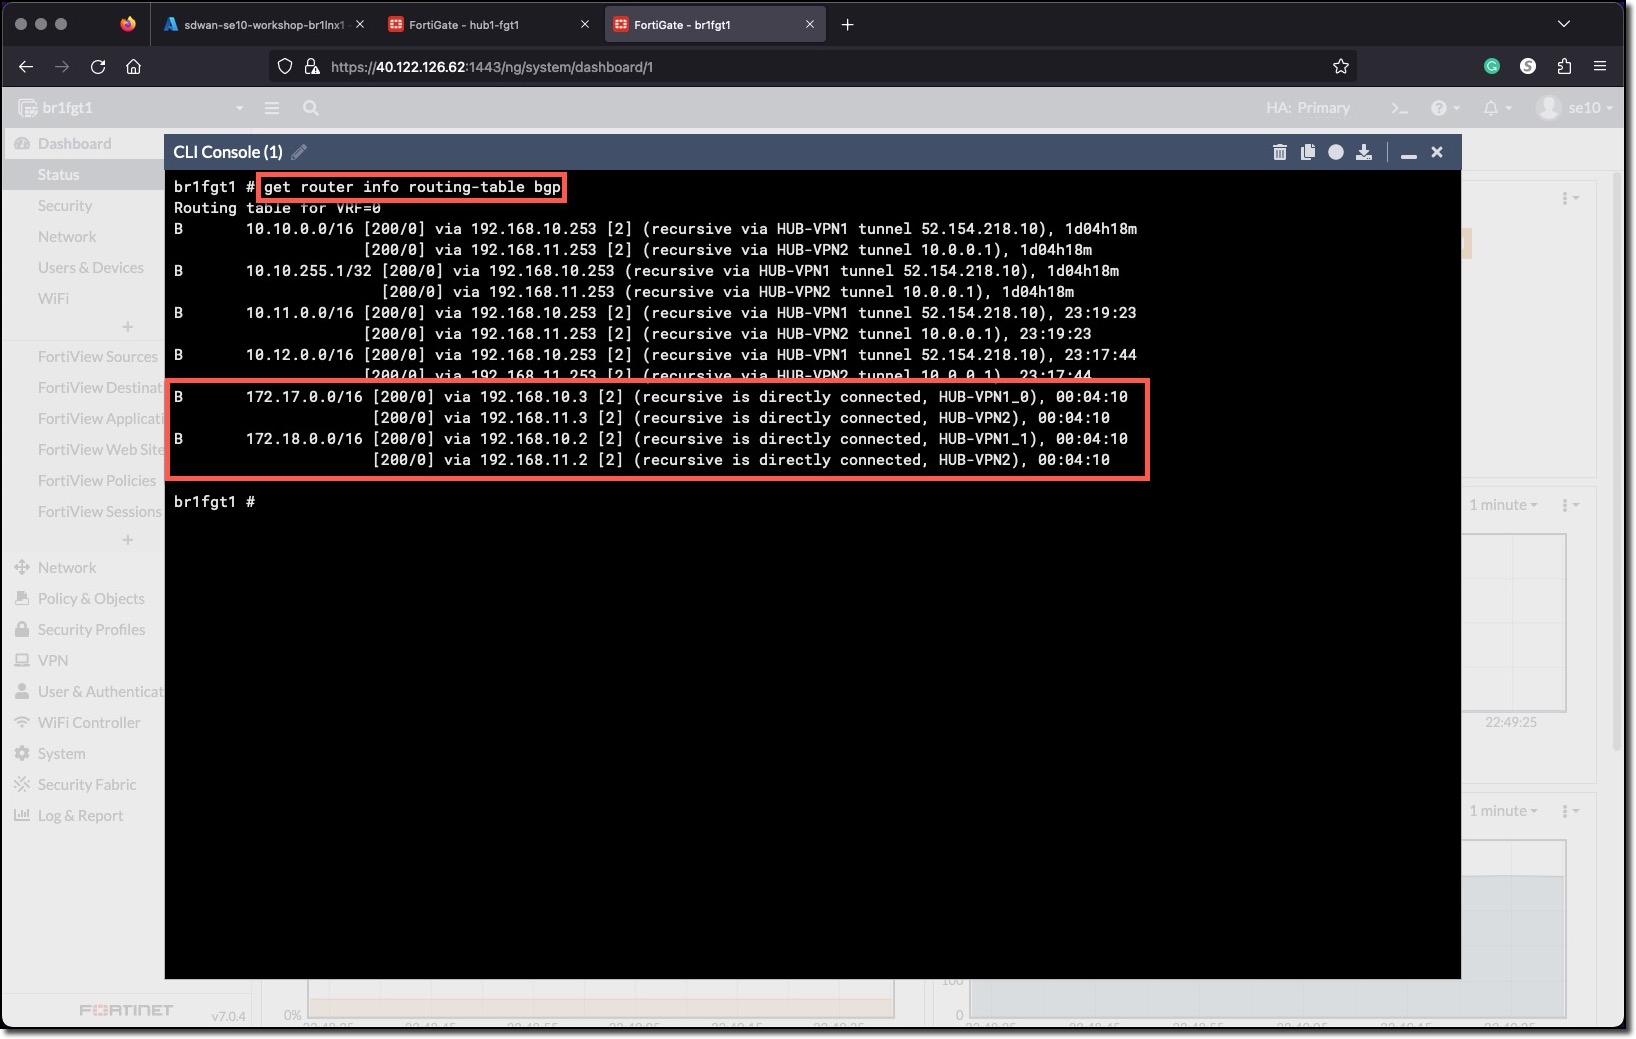 sdwan-se10-workshop-br1lnx1
FortiGate - hub1-fgt1
FortiGate - br1fgt1
https://40.122.126.62:1443/ng/system/dashboard/1
br1fgt1
HA: Primary
se10
Dashboard
Status
Security
Network
Users & Devices
WiFi
FortiView Sources
FortiView Destinat
FortiView Applicati
FortiView Web Site
FortiView Policies
FortiView Sessions
Network
Policy & Objects
Security Profiles
VPN
User & Authenticat
WiFi Controller
System
Security Fabric
Log & Report
FORTINET
v7.0.4
CLI Console (1)
br1fgt1 # get router info routing-table bgp
Routing table for VRF=0
B 10.10.0.0/16 [200/0] via 192.168.10.253 [2] (recursive via HUB-VPN1 tunnel 52.154.218.10), 1d04h18m
[200/0] via 192.168.11.253 [2] (recursive via HUB-VPN2 tunnel 10.0.0.1), 1d04h18m
B 10.10.255.1/32 [200/0] via 192.168.10.253 (recursive via HUB-VPN1 tunnel 52.154.218.10), 1d04h18m
[200/0] via 192.168.11.253 (recursive via HUB-VPN2 tunnel 10.0.0.1), 1d04h18m
B 10.11.0.0/16 [200/0] via 192.168.10.253 [2] (recursive via HUB-VPN1 tunnel 52.154.218.10), 23:19:23
[200/0] via 192.168.11.253 [2] (recursive via HUB-VPN2 tunnel 10.0.0.1), 23:19:23
B 10.12.0.0/16 [200/0] via 192.168.10.253 [2] (recursive via HUB-VPN1 tunnel 52.154.218.10), 23:17:44
[200/0] via 192.168.11.253 [2] (recursive via HUB-VPN2 tunnel 10.0.0.1), 23:17:44
B 172.17.0.0/16 [200/0] via 192.168.10.3 [2] (recursive is directly connected, HUB-VPN1_0), 00:04:10
[200/0] via 192.168.11.3 [2] (recursive is directly connected, HUB-VPN2), 00:04:10
B 172.18.0.0/16 [200/0] via 192.168.10.2 [2] (recursive is directly connected, HUB-VPN1_1), 00:04:10
[200/0] via 192.168.11.2 [2] (recursive is directly connected, HUB-VPN2), 00:04:10
br1fgt1 #
1 minute
22:49:25
1 minute
0%
100
0